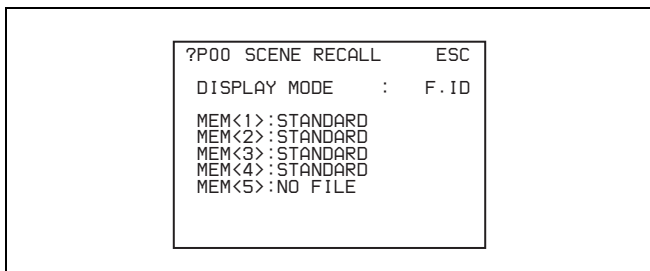 ?P00 SCENE RECALL ESC
DISPLAY MODE : F.ID
MEM<1>:STANDARD
MEM<2>:STANDARD
MEM<3>:STANDARD
MEM<4>:STANDARD
MEM<5>:NO FILE